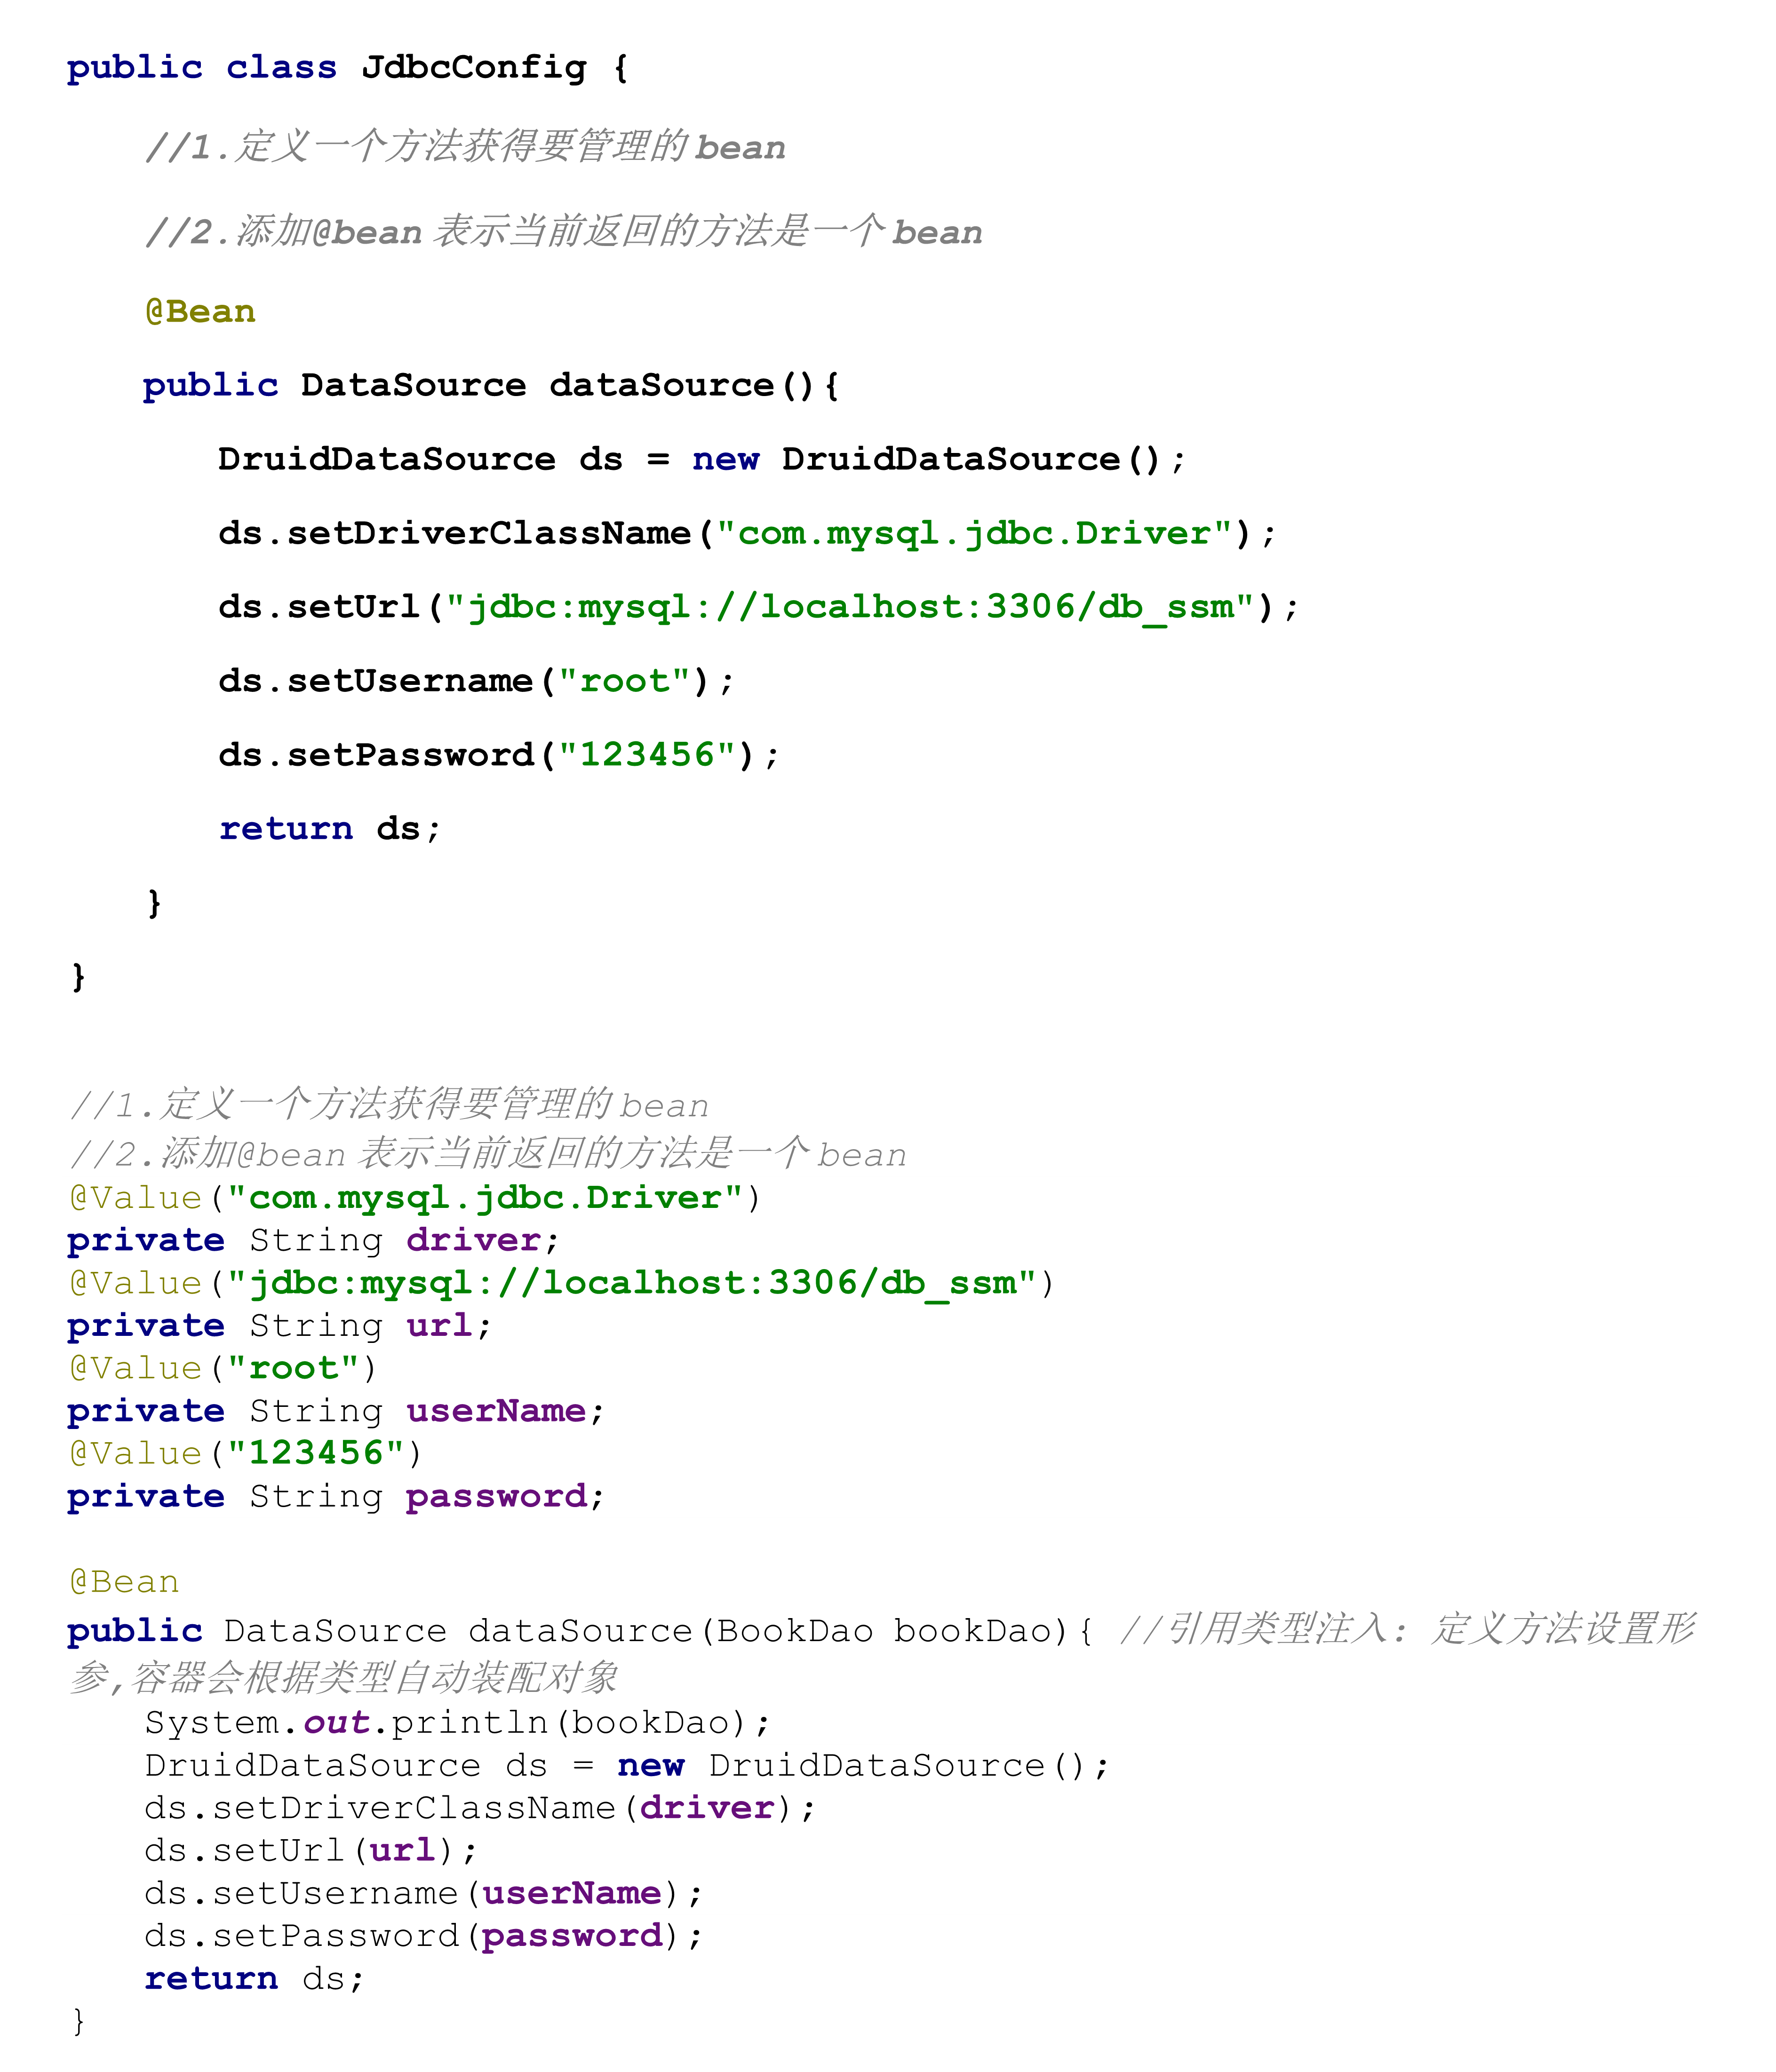 public class JdbcConfig {
//1.定义一个方法获得要管理的bean
//2.添加@bean表示当前返回的方法是一个bean
@Bean
public DataSource dataSource(){
DruidDataSource ds = new DruidDataSource();
ds.setDriverClassName("com.mysql.jdbc.Driver");
ds.setUrl("jdbc:mysql://localhost:3306/db_ssm");
ds.setUsername("root");
ds.setPassword("123456");
return ds;
}
}
//1.定义一个方法获得要管理的bean
//2.添加@bean表示当前返回的方法是一个bean
@Value("com.mysql.jdbc.Driver")
private String driver;
@Value("jdbc:mysql://localhost:3306/db_ssm")
private String url;
@Value("root")
private String userName;
@Value("123456")
private String password;
@Bean
public DataSource dataSource(BookDao bookDao){ //引用类型注入: 定义方法设置形
参,容器会根据类型自动装配对象
System.out.println(bookDao);
DruidDataSource ds = new DruidDataSource();
ds.setDriverClassName(driver);
ds.setUrl(url);
ds.setUsername(userName);
ds.setPassword(password);
return ds;
}